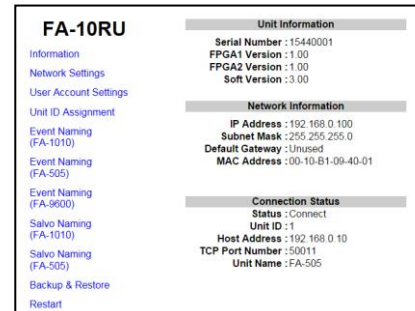 FA-10RU
Information
Network Settings
User Account Settings
Unit ID Assignment
Event Naming
(FA-1010)
Event Naming
(FA-505)
Event Naming
(FA-9600)
Salvo Naming
(FA-1010)
Salvo Naming
(FA-505)
Backup & Restore
Restart
Unit Information
Serial Number : 15440001
FPGA1 Version : 1.00
FPGA2 Version : 1.00
Soft Version : 3.00
Network Information
IP Address : 192.168.0.100
Subnet Mask : 255.255.255.0
Default Gateway : Unused
MAC Address : 00-10-B1-09-40-01
Connection Status
Status : Connect
Unit ID : 1
Host Address : 192.168.0.10
TCP Port Number : 50011
Unit Name : FA-505